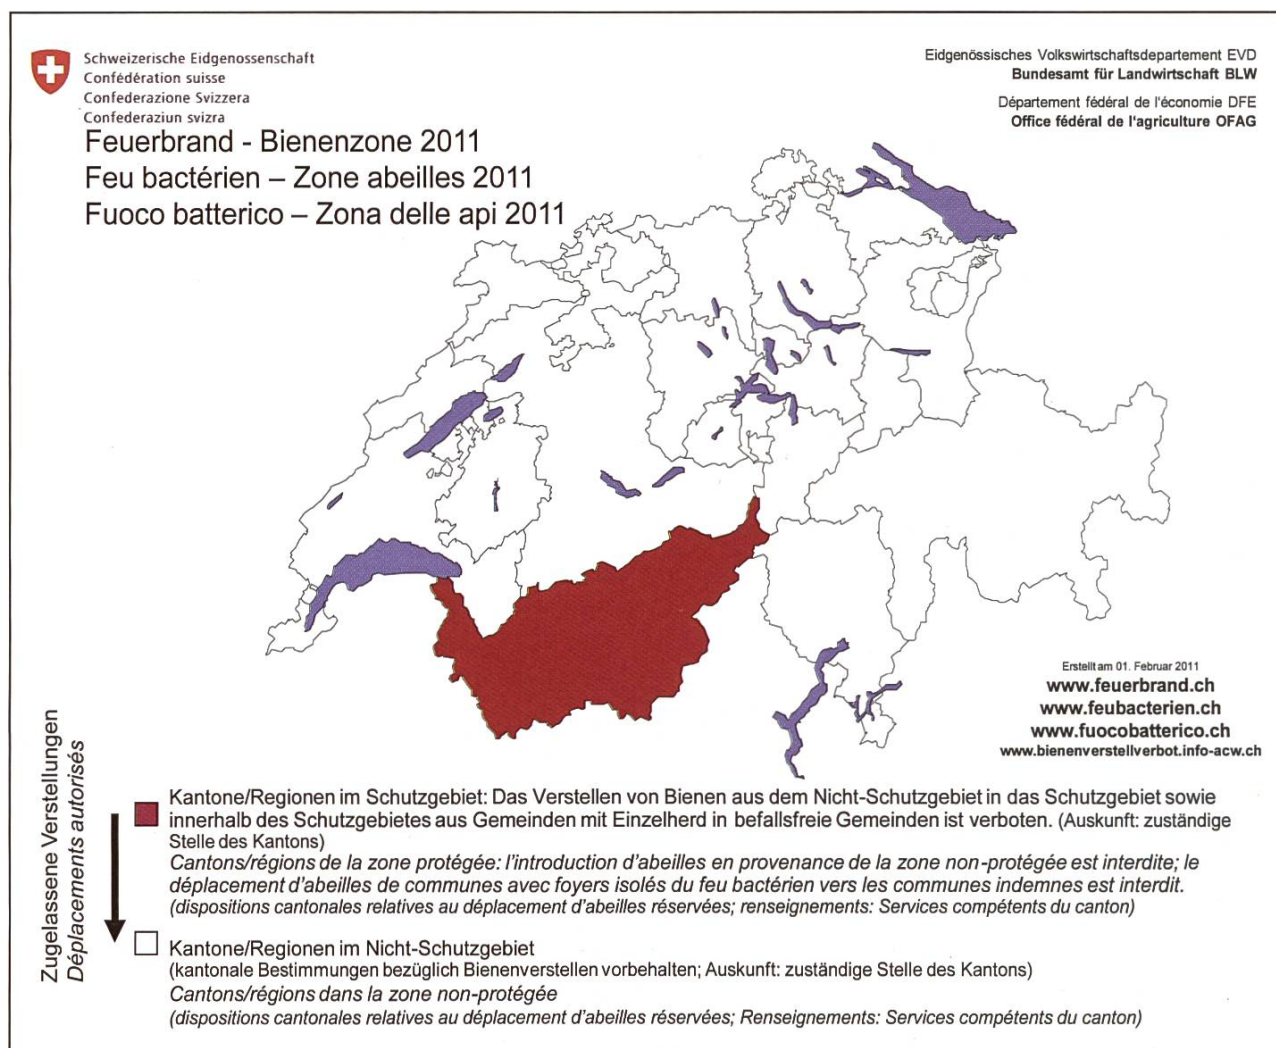 Schweizerische Eidgenossenschaft
Confédération suisse
Confederazione Svizzera
Confederaziun svizra
Eidgenössisches Volkswirtschaftsdepartement EVD
Bundesamt für Landwirtschaft BLW
Département fédéral de l'économie DFE
Office fédéral de l'agriculture OFAG
Feuerbrand - Bienenzone 2011
Feu bactérien – Zone abeilles 2011
Fuoco batterico – Zona delle api 2011
Erstellt am 01. Februar 2011
www.feuerbrand.ch
www.feubacterien.ch
www.fuocobatterico.ch
www.bienenverstellverbot.info-acw.ch
Zugelassene Verstellungen
Déplacements autorisés
Kantone/Regionen im Schutzgebiet: Das Verstellen von Bienen aus dem Nicht-Schutzgebiet in das Schutzgebiet sowie
innerhalb des Schutzgebietes aus Gemeinden mit Einzelherd in befallsfreie Gemeinden ist verboten. (Auskunft: zuständige
Stelle des Kantons)
Cantons/régions de la zone protégée: l'introduction d'abeilles en provenance de la zone non-protégée est interdite; le
déplacement d'abeilles de communes avec foyers isolés du feu bactérien vers les communes indemnes est interdit.
(dispositions cantonales relatives au déplacement d'abeilles réservées; renseignements: Services compétents du canton)
Kantone/Regionen im Nicht-Schutzgebiet
(kantonale Bestimmungen bezüglich Bienenverstellen vorbehalten; Auskunft: zuständige Stelle des Kantons)
Cantons/régions dans la zone non-protégée
(dispositions cantonales relatives au déplacement d'abeilles réservées; Renseignements: Services compétents du canton)